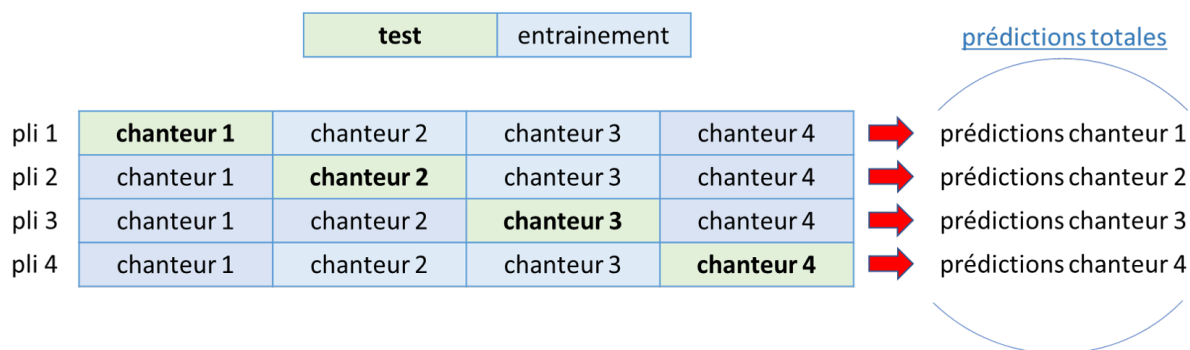 test entrainement
prédictions totales
pli 1 chanteur 1 chanteur 2 chanteur 3 chanteur 4 prédictions chanteur 1
pli 2 chanteur 1 chanteur 2 chanteur 3 chanteur 4 prédictions chanteur 2
pli 3 chanteur 1 chanteur 2 chanteur 3 chanteur 4 prédictions chanteur 3
pli 4 chanteur 1 chanteur 2 chanteur 3 chanteur 4 prédictions chanteur 4